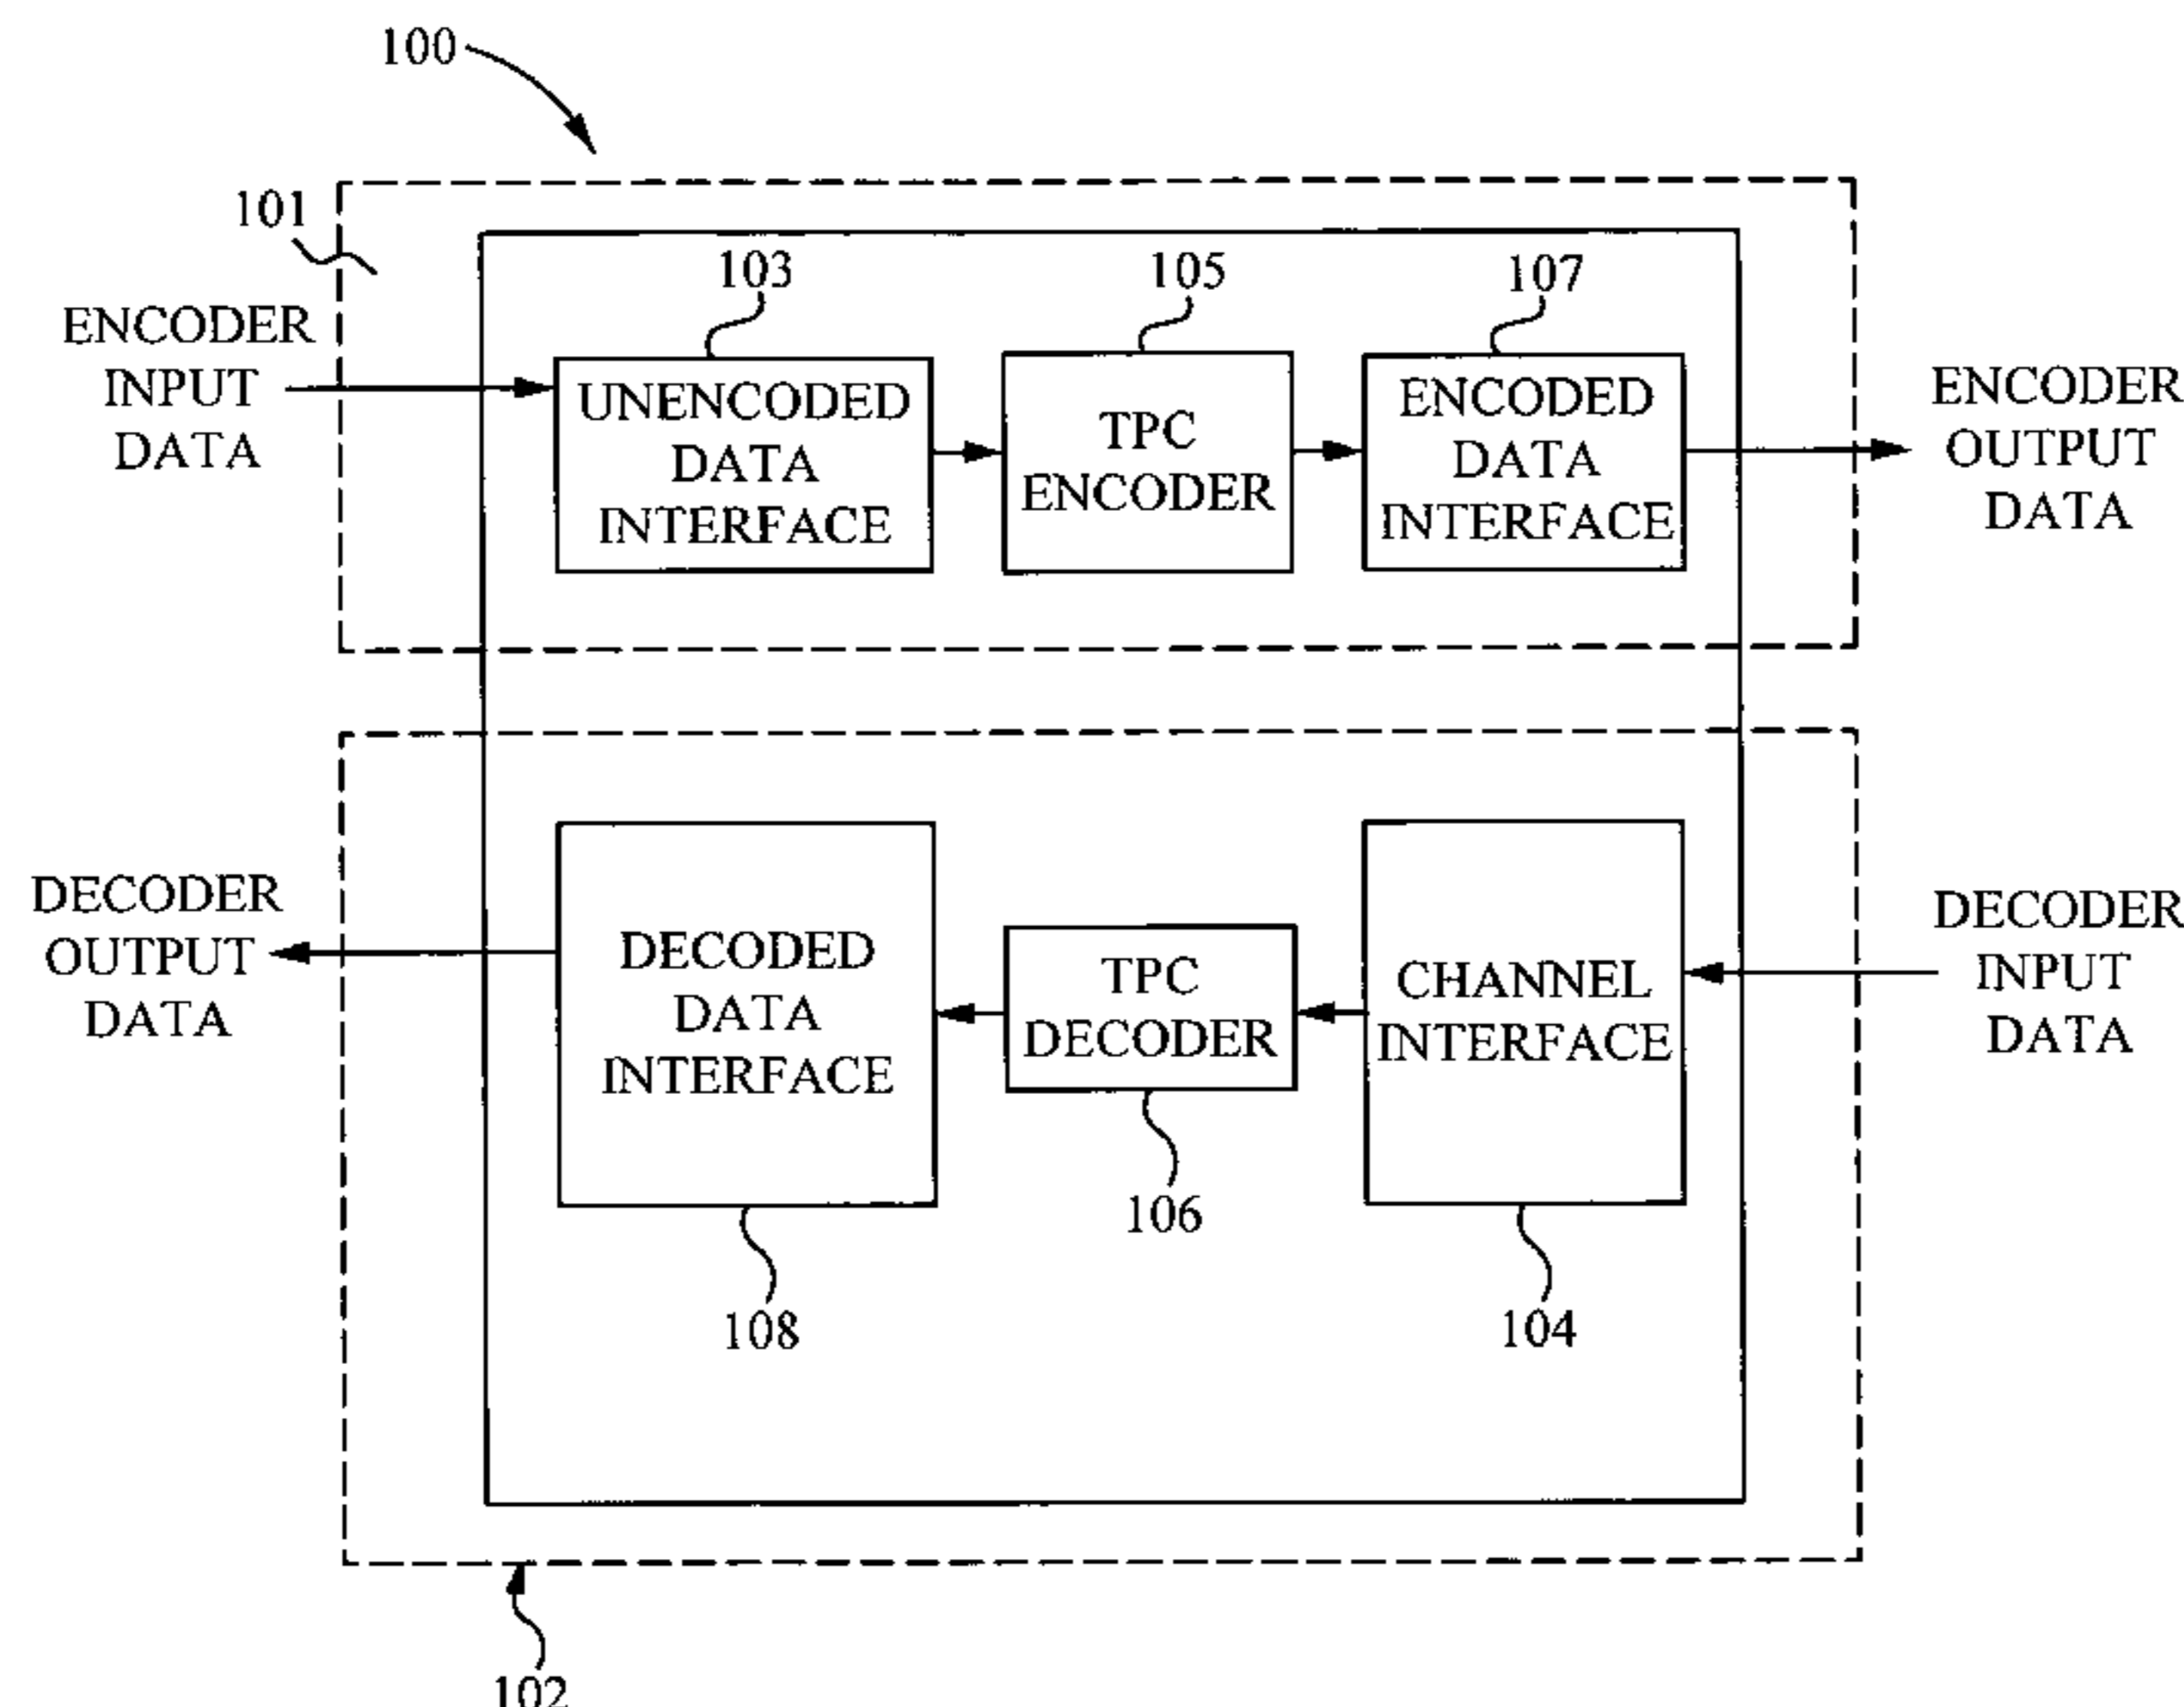 100
101
103
105
107
ENCODER
INPUT
DATA
UNENCODED
DATA
INTERFACE
TPC
ENCODER
ENCODED
DATA
INTERFACE
ENCODER
OUTPUT
DATA
DECODER
OUTPUT
DATA
DECODED
DATA
INTERFACE
TPC
DECODER
CHANNEL
INTERFACE
DECODER
INPUT
DATA
106
108
104
102